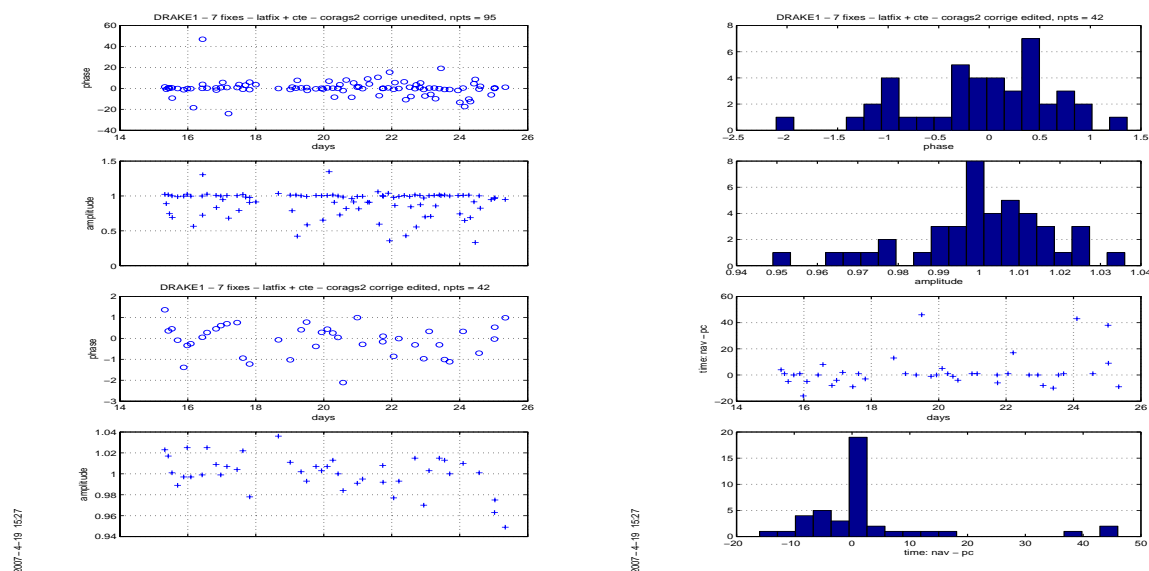 DRAKE1 – 7 fixes – latfix + cte – corags2 corrige unedited, npts = 95
60
40
20
0
−20
−40
phase
14 16 18 20 22 24 26
days
1.5
1
0.5
0
amplitude
DRAKE1 – 7 fixes – latfix + cte – corags2 corrige edited, npts = 42
2
1
0
−1
−2
−3
phase
14 16 18 20 22 24 26
days
1.04
1.02
1
0.98
0.96
0.94
amplitude
2007−4−19 15:27
DRAKE1 – 7 fixes – latfix + cte – corags2 corrige edited, npts = 42
8
6
4
2
0
−2.5 −2 −1.5 −1 −0.5 0 0.5 1 1.5
phase
8
6
4
2
0
0.94 0.95 0.96 0.97 0.98 0.99 1 1.01 1.02 1.03 1.04
amplitude
60
40
20
0
−20
time: nav − pc
14 16 18 20 22 24 26
days
20
15
10
5
0
−20 −10 0 10 20 30 40 50
time: nav − pc
2007−4−19 15:27